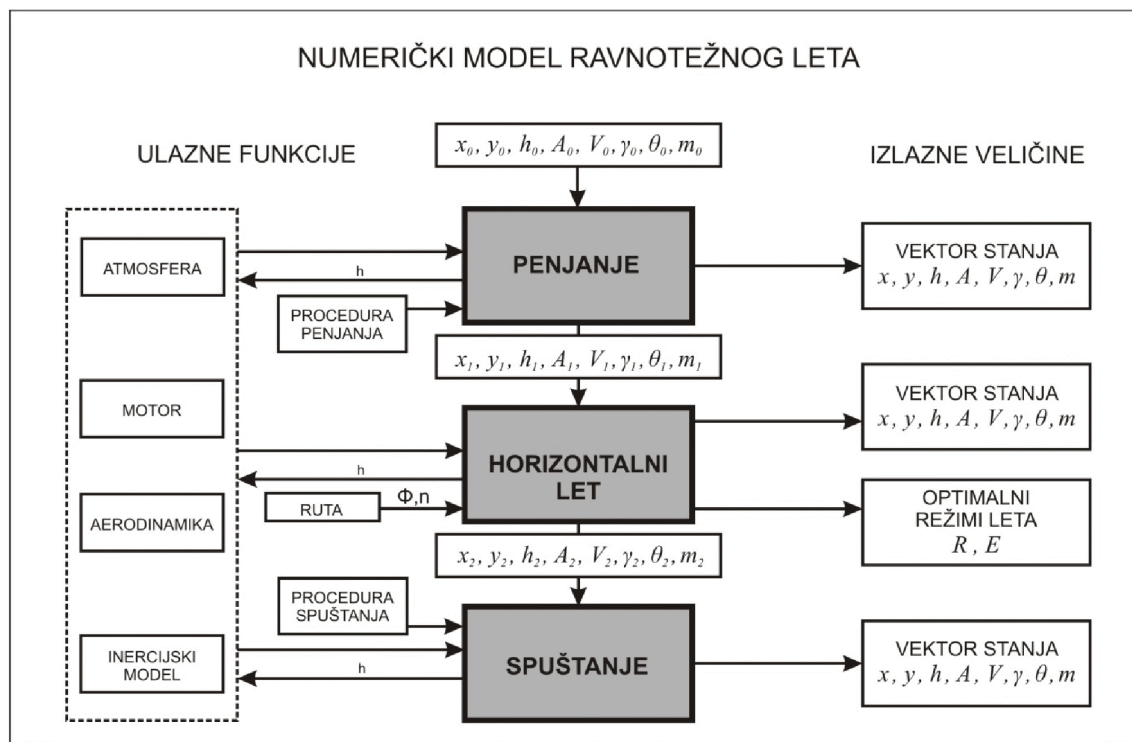 NUMERIČKI MODEL RAVNOTEŽNOG LETA
ULAZNE FUNKCIJE
x₀, y₀, h₀, A₀, V₀, γ₀, θ₀, m₀
IZLAZNE VELIČINE
ATMOSFERA
h
PENJANJE
VEKTOR STANJA
x, y, h, A, V, γ, θ, m
PROCEDURA
PENJANJA
x₁, y₁, h₁, A₁, V₁, γ₁, θ₁, m₁
MOTOR
VEKTOR STANJA
x, y, h, A, V, γ, θ, m
h
HORIZONTALNI
LET
RUTA
Φ,n
AERODINAMIKA
OPTIMALNI
REŽIMI LETA
R , E
x₂, y₂, h₂, A₂, V₂, γ₂, θ₂, m₂
PROCEDURA
SPUŠTANJA
INERCIJSKI
MODEL
h
SPUŠTANJE
VEKTOR STANJA
x, y, h, A, V, γ, θ, m